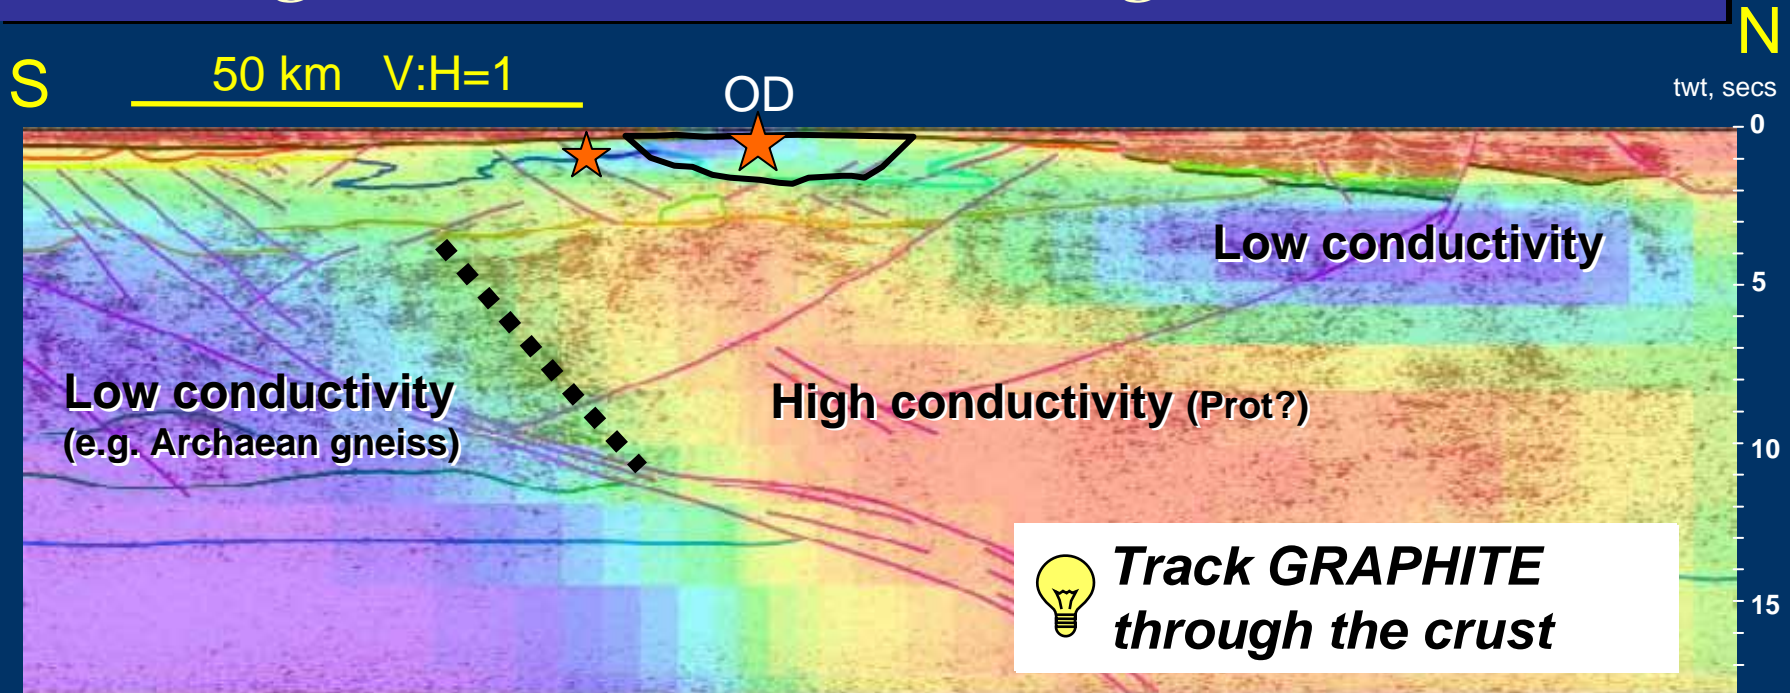 N
S
50 km V:H=1
OD
twt, secs
0
Low conductivity
5
Low conductivity
(e.g. Archaean gneiss)
High conductivity (Prot?)
10
Track GRAPHITE
through the crust
15